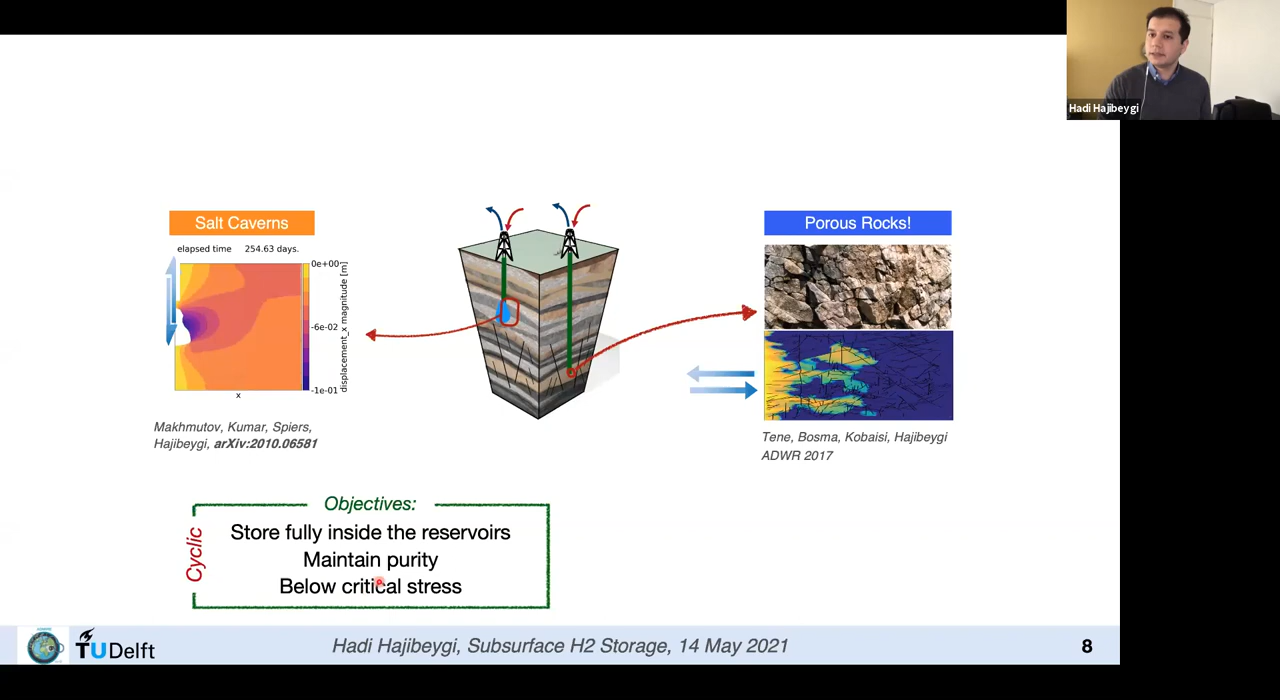 Hadi Hajibeygi
Salt Caverns
elapsed time 254.63 days.
0e+00
-6e-02
-1e-01
displacement_x magnitude [m]
x
Makhmutov, Kumar, Spiers,
Hajibeygi, arXiv:2010.06581
Porous Rocks!
Tene, Bosma, Kobaisi, Hajibeygi
ADWR 2017
Objectives:
Cyclic
Store fully inside the reservoirs
Maintain purity
Below critical stress
TU Delft
Hadi Hajibeygi, Subsurface H2 Storage, 14 May 2021
8